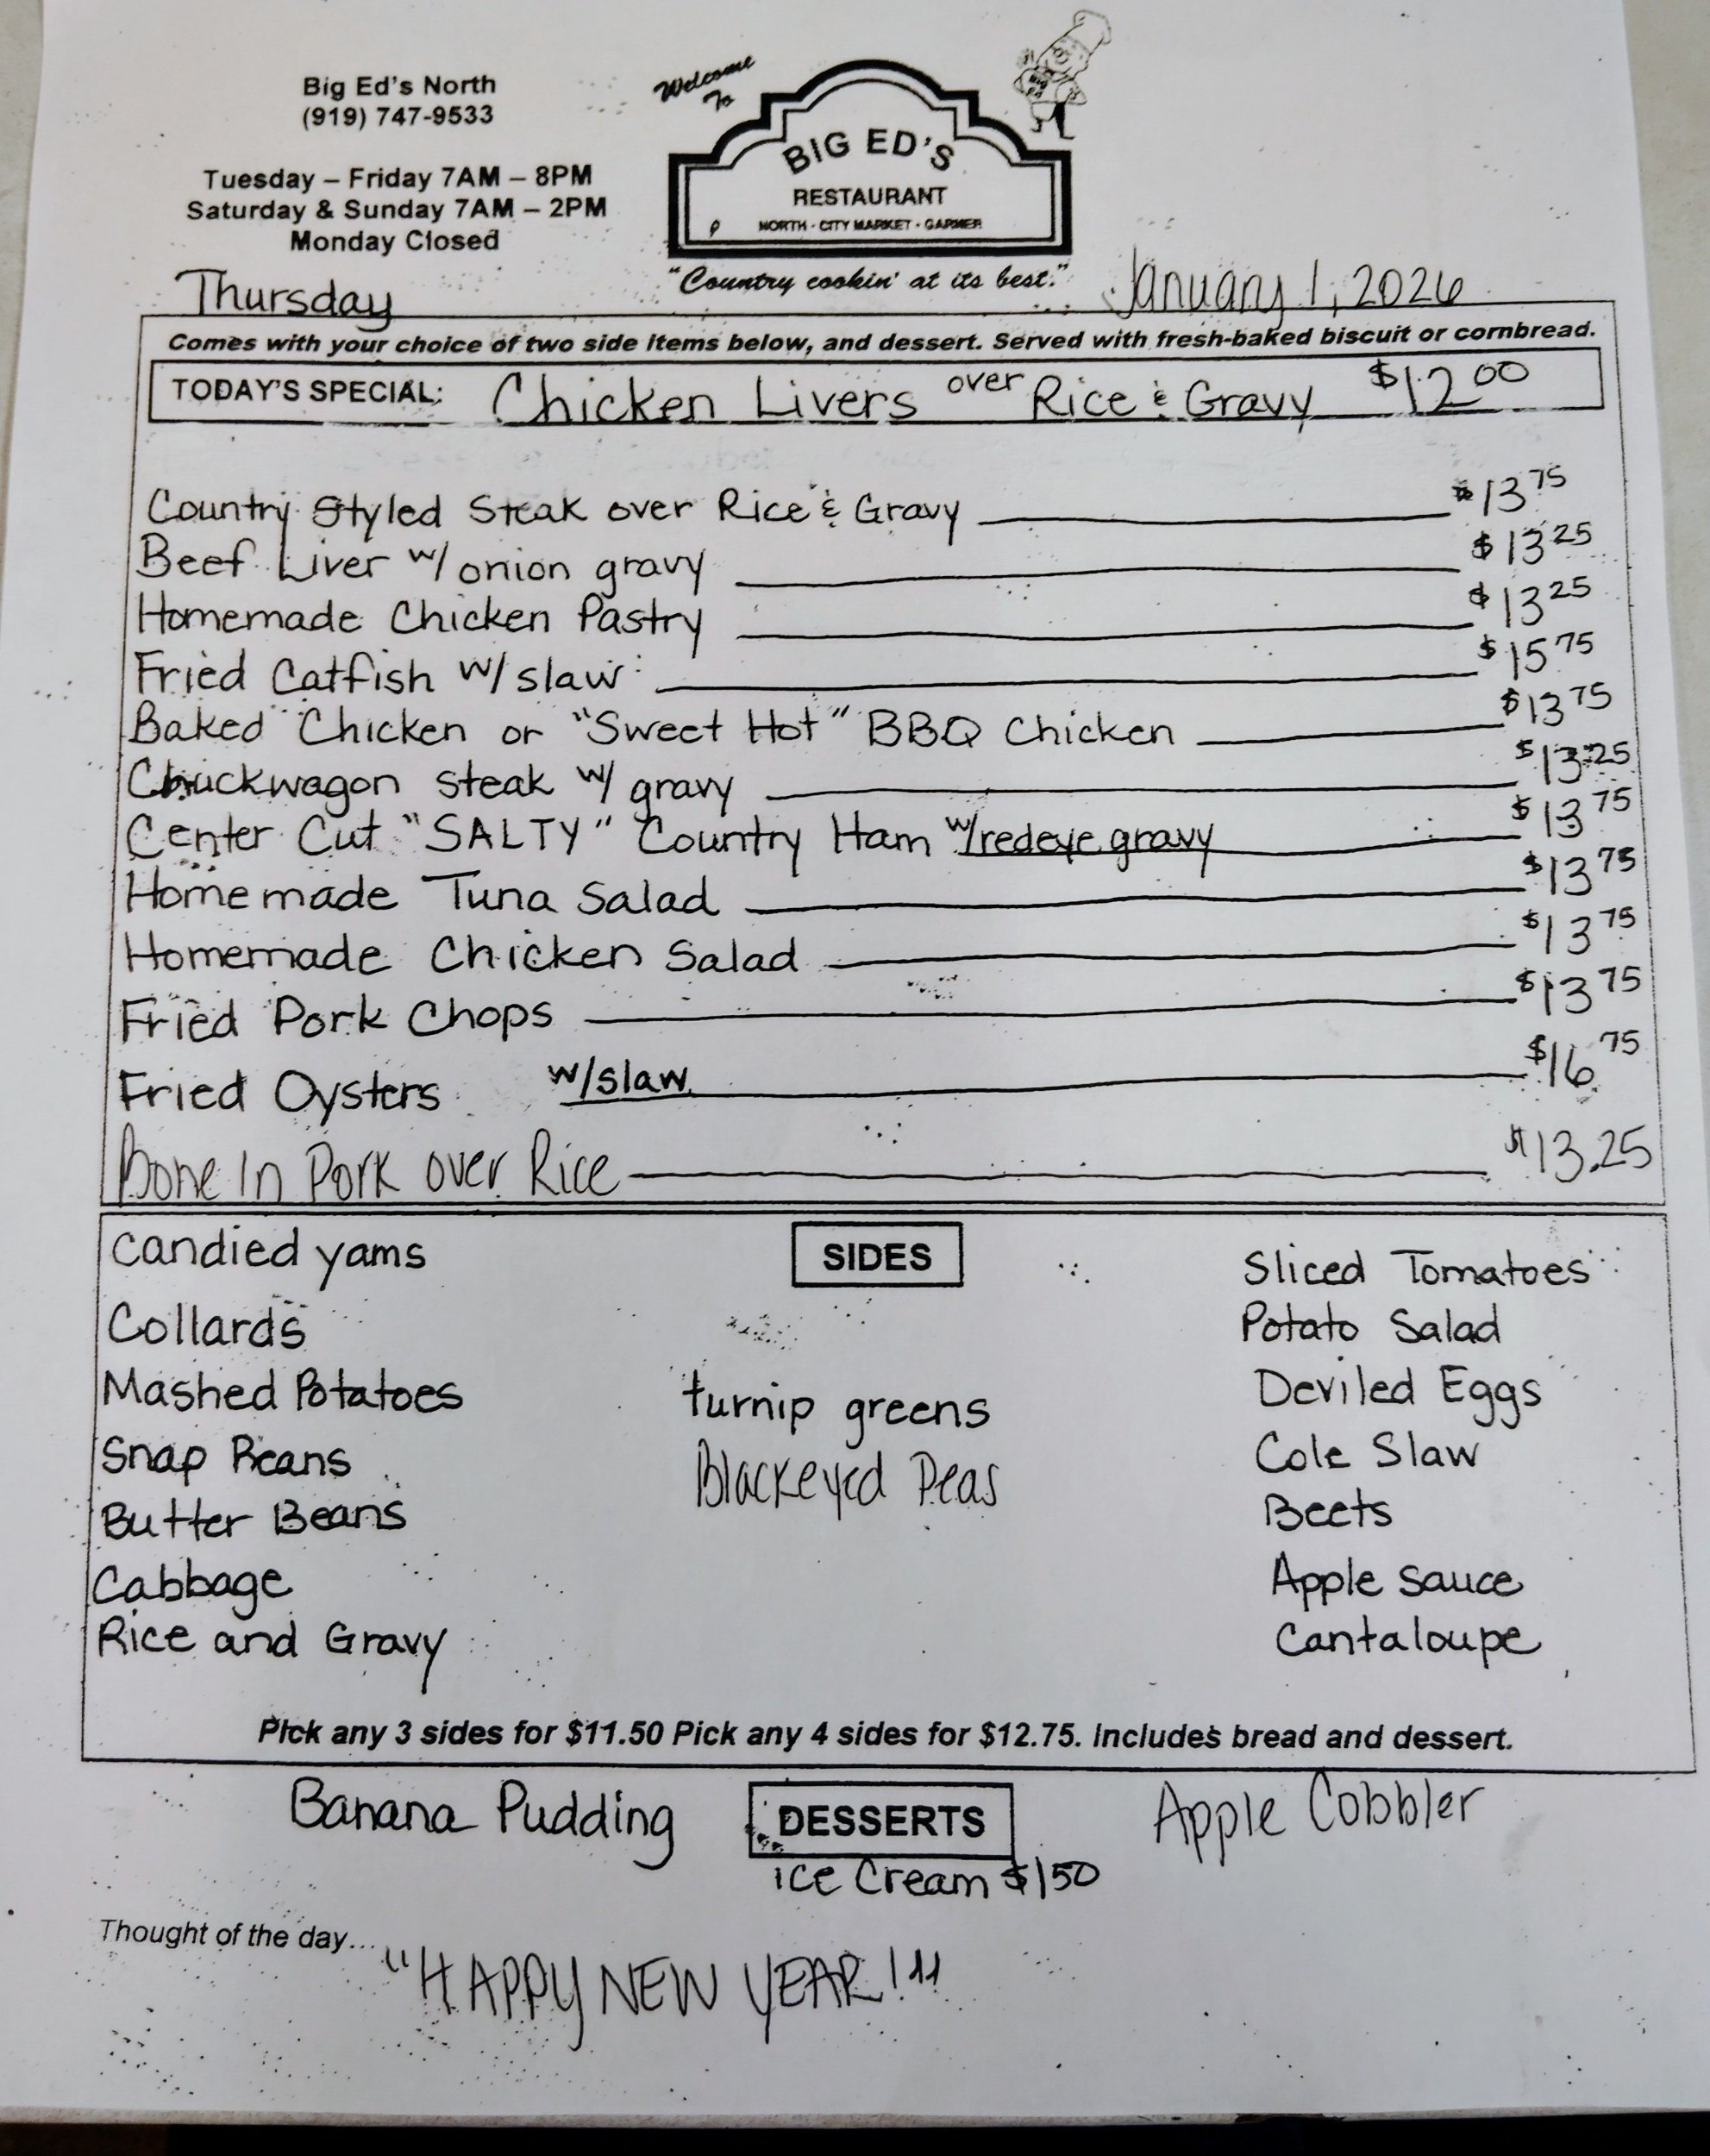 Big Ed's North
(919) 747-9533
Tuesday – Friday 7AM – 8PM
Saturday & Sunday 7AM – 2PM
Monday Closed
Welcome
To
BIG ED'S
RESTAURANT
NORTH - CITY MARKET - GARNER
"Country cookin' at its best."
Thursday January 1, 2026
Comes with your choice of two side items below, and dessert. Served with fresh-baked biscuit or cornbread.
TODAY'S SPECIAL: Chicken Livers over Rice & Gravy $12 00
Country Styled Steak over Rice & Gravy $13 75
Beef Liver w/ onion gravy $13 25
Homemade Chicken Pastry $13 25
Fried Catfish w/ slaw $15 75
Baked Chicken or "Sweet Hot" BBQ Chicken $13 75
Chuckwagon steak w/ gravy $13.25
Center Cut "SALTY" Country Ham w/redeye gravy $13 75
Homemade Tuna Salad $13 75
Homemade Chicken Salad $13 75
Fried Pork Chops $13 75
Fried Oysters w/slaw $16 75
Bone In Pork over Rice $13.25
SIDES
Candied yams
Collards
Mashed Potatoes
Snap Beans
Butter Beans
Cabbage
Rice and Gravy
turnip greens
Blackeyed Peas
Sliced Tomatoes
Potato Salad
Deviled Eggs
Cole Slaw
Beets
Apple Sauce
Cantaloupe
Pick any 3 sides for $11.50 Pick any 4 sides for $12.75. Includes bread and dessert.
Banana Pudding DESSERTS Apple Cobbler
ice Cream $150
Thought of the day...
"HAPPY NEW YEAR!"